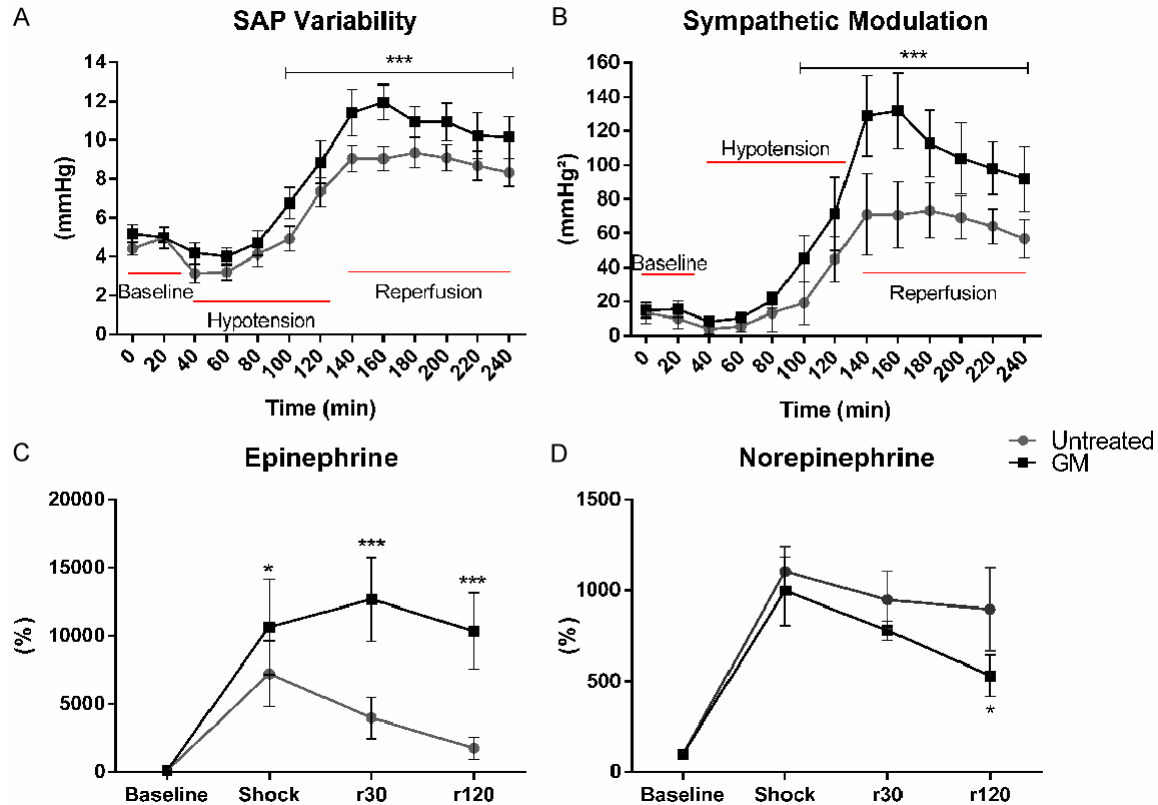 A
SAP Variability
(mmHg)
14
12
10
8
6
4
2
0
***
Baseline
Hypotension
Reperfusion
0 20 40 60 80 100 120 140 160 180 200 220 240
Time (min)
B
Sympathetic Modulation
(mmHg²)
160
140
120
100
80
60
40
20
0
***
Hypotension
Baseline
Reperfusion
0 20 40 60 80 100 120 140 160 180 200 220 240
Time (min)
Untreated
GM
C
Epinephrine
(%)
20000
15000
10000
5000
0
*
***
***
Baseline Shock r30 r120
D
Norepinephrine
(%)
1500
1000
500
0
*
Baseline Shock r30 r120